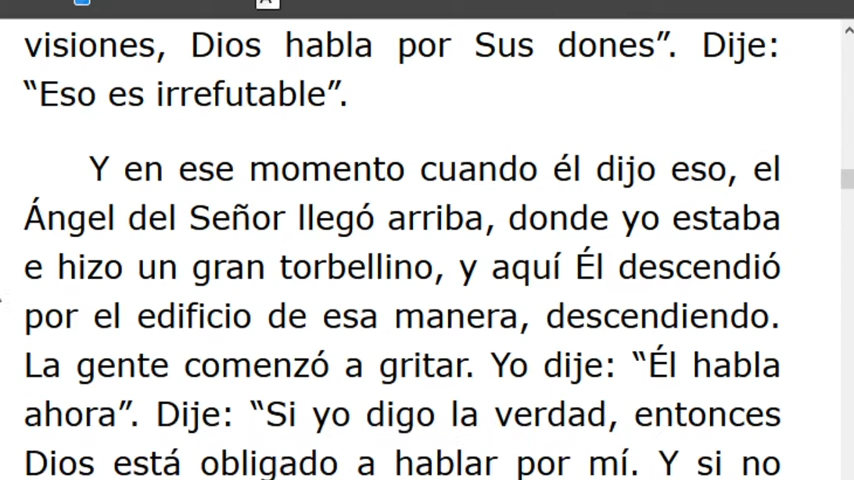 visiones, Dios habla por Sus dones”. Dije:
“Eso es irrefutable”.
Y en ese momento cuando él dijo eso, el
Ángel del Señor llegó arriba, donde yo estaba
e hizo un gran torbellino, y aquí Él descendió
por el edificio de esa manera, descendiendo.
La gente comenzó a gritar. Yo dije: “Él habla
ahora”. Dije: “Si yo digo la verdad, entonces
Dios está obligado a hablar por mí. Y si no